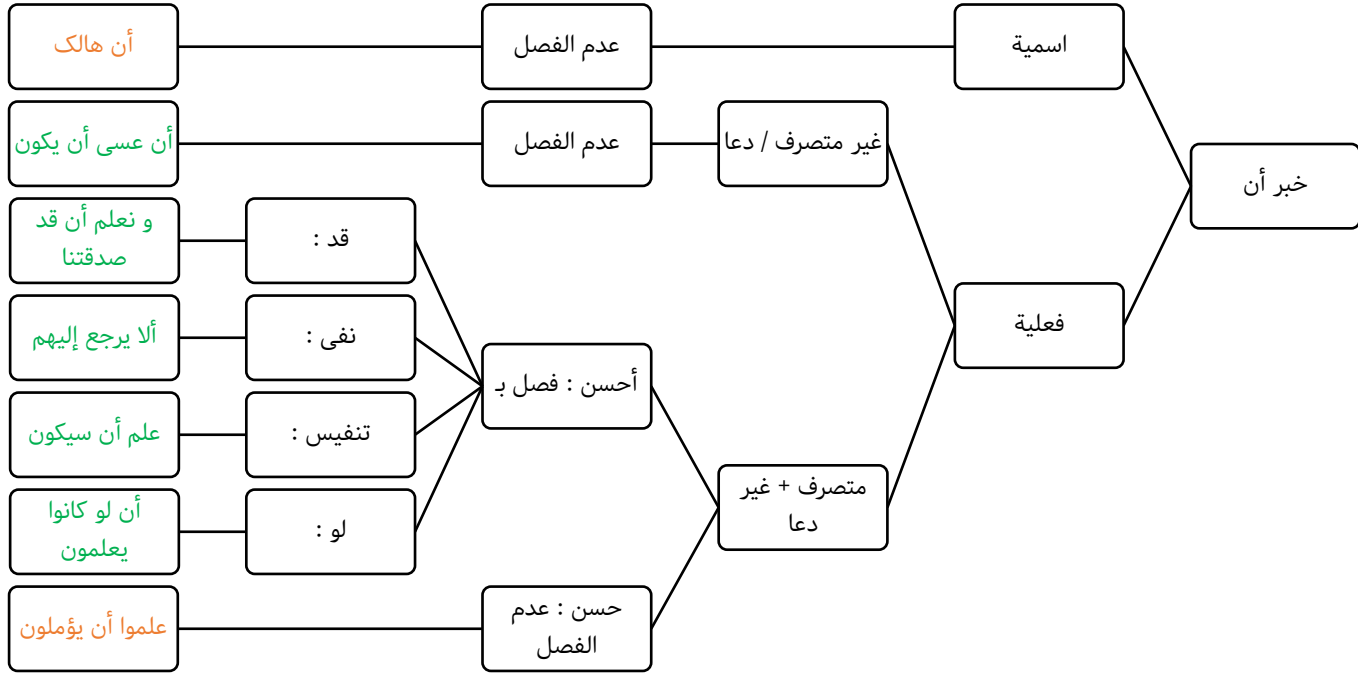 خبر أن
اسمية
عدم الفصل
أن هالک
فعلية
غير متصرف / دعا
عدم الفصل
أن عسى أن يكون
متصرف + غير
دعا
أحسن : فصل بـ
قد :
و نعلم أن قد
صدقتنا
نفی :
ألا يرجع إليهم
تنفيس :
علم أن سيكون
لو :
أن لو كانوا
يعلمون
حسن : عدم
الفصل
علموا أن يؤملون